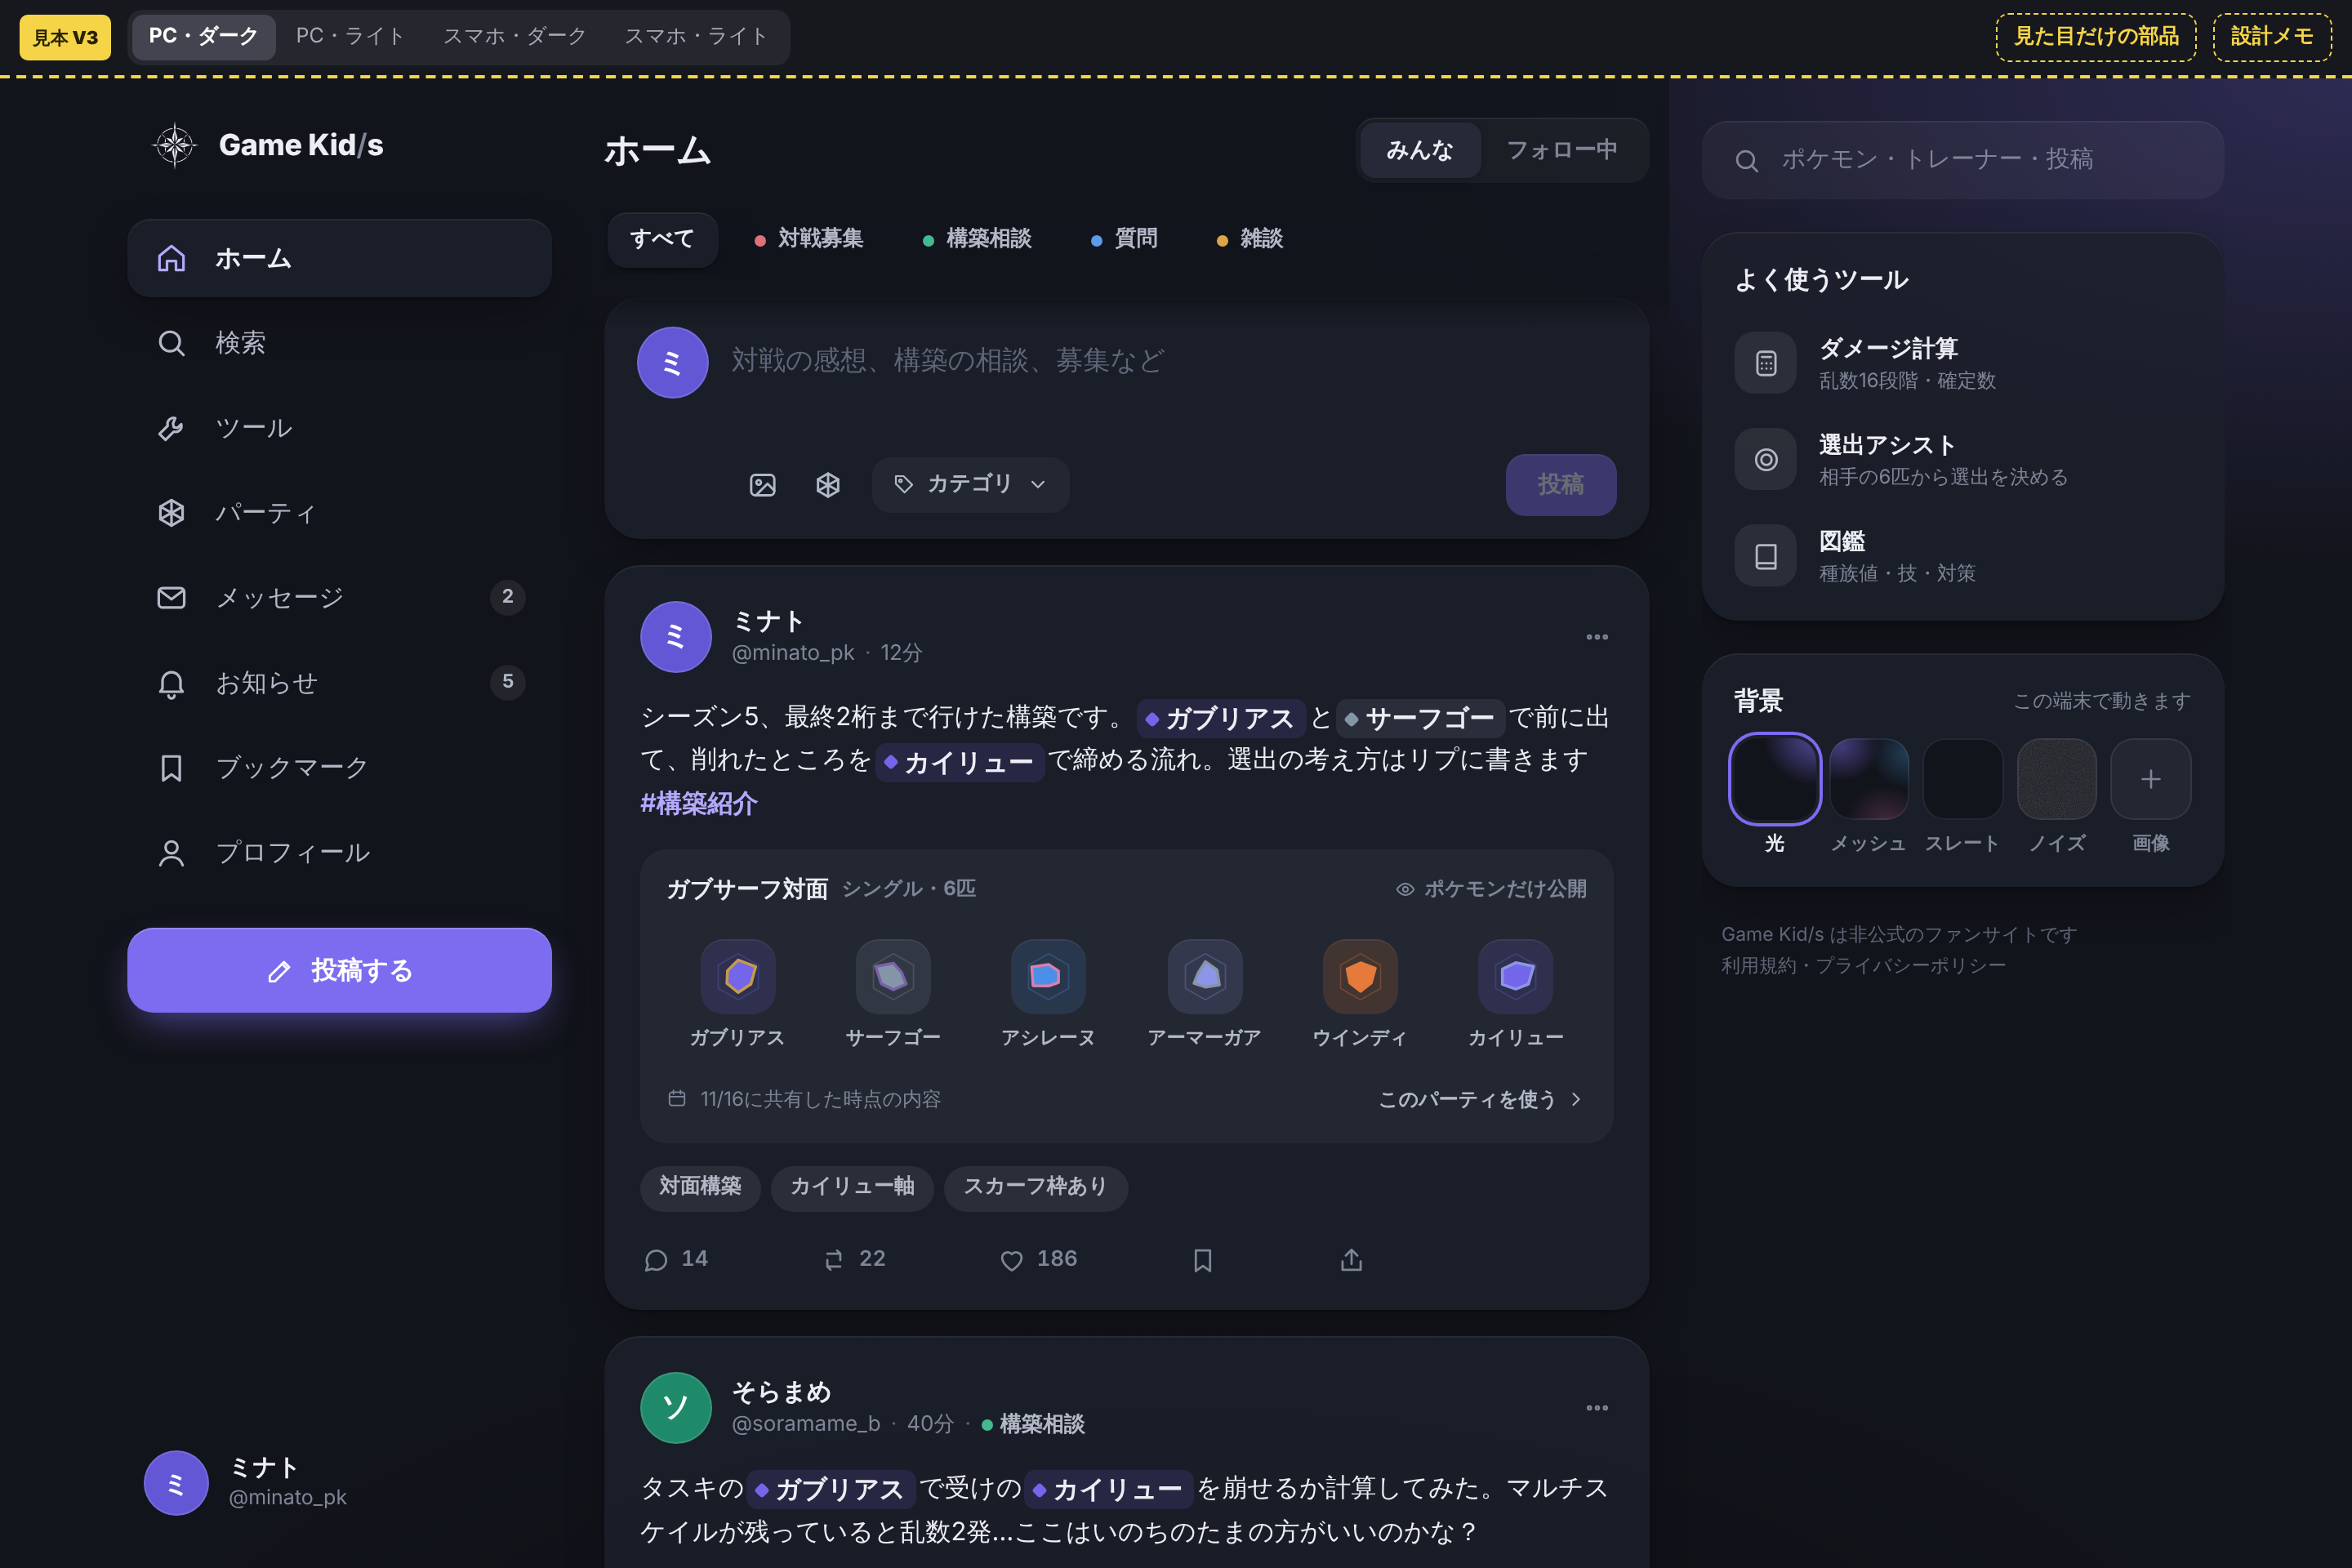 見本 V3
PC・ダーク
PC・ライト
スマホ・ダーク
スマホ・ライト
見た目だけの部品
設計メモ
Game Kid/s
ホーム
検索
ツール
パーティ
メッセージ 2
お知らせ 5
ブックマーク
プロフィール
投稿する
ミ
ミナト
@minato_pk
ホーム
みんな
フォロー中
すべて
対戦募集
構築相談
質問
雑談
ミ
対戦の感想、構築の相談、募集など
カテゴリ
投稿
ミ
ミナト
@minato_pk · 12分
シーズン5、最終2桁まで行けた構築です。ガブリアスとサーフゴーで前に出
て、削れたところをカイリューで締める流れ。選出の考え方はリプに書きます
#構築紹介
ガブサーフ対面 シングル・6匹
ポケモンだけ公開
ガブリアス
サーフゴー
アシレーヌ
アーマーガア
ウインディ
カイリュー
11/16に共有した時点の内容
このパーティを使う
対面構築
カイリュー軸
スカーフ枠あり
14
22
186
ソ
そらまめ
@soramame_b · 40分 · 構築相談
タスキのガブリアスで受けのカイリューを崩せるか計算してみた。マルチス
ケイルが残っていると乱数2発…ここはいのちのたまの方がいいのかな？
ポケモン・トレーナー・投稿
よく使うツール
ダメージ計算
乱数16段階・確定数
選出アシスト
相手の6匹から選出を決める
図鑑
種族値・技・対策
背景
この端末で動きます
光
メッシュ
スレート
ノイズ
画像
Game Kid/s は非公式のファンサイトです
利用規約・プライバシーポリシー